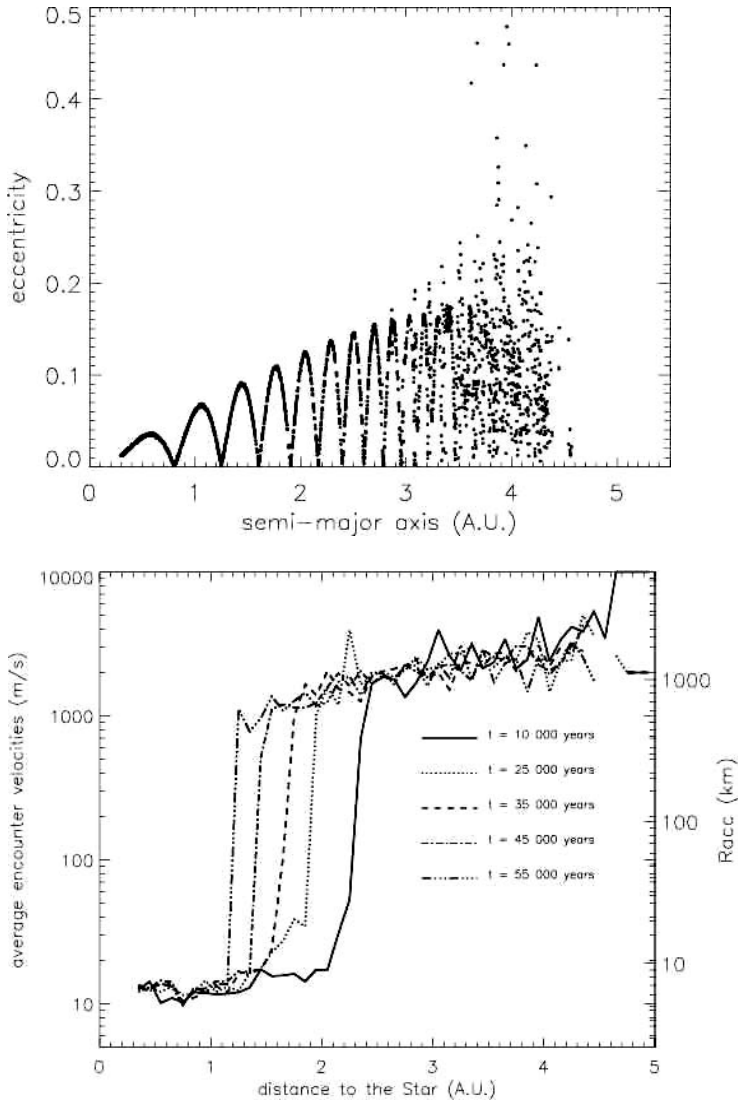 0.5
0.4
0.3
0.2
0.1
0.0
eccentricity
0 1 2 3 4 5
semi-major axis (A.U.)
10000
1000
100
10
average encounter velocities (m/s)
t = 10 000 years
t = 25 000 years
t = 35 000 years
t = 45 000 years
t = 55 000 years
1000
100
10
Racc (km)
0 1 2 3 4 5
distance to the Star (A.U.)